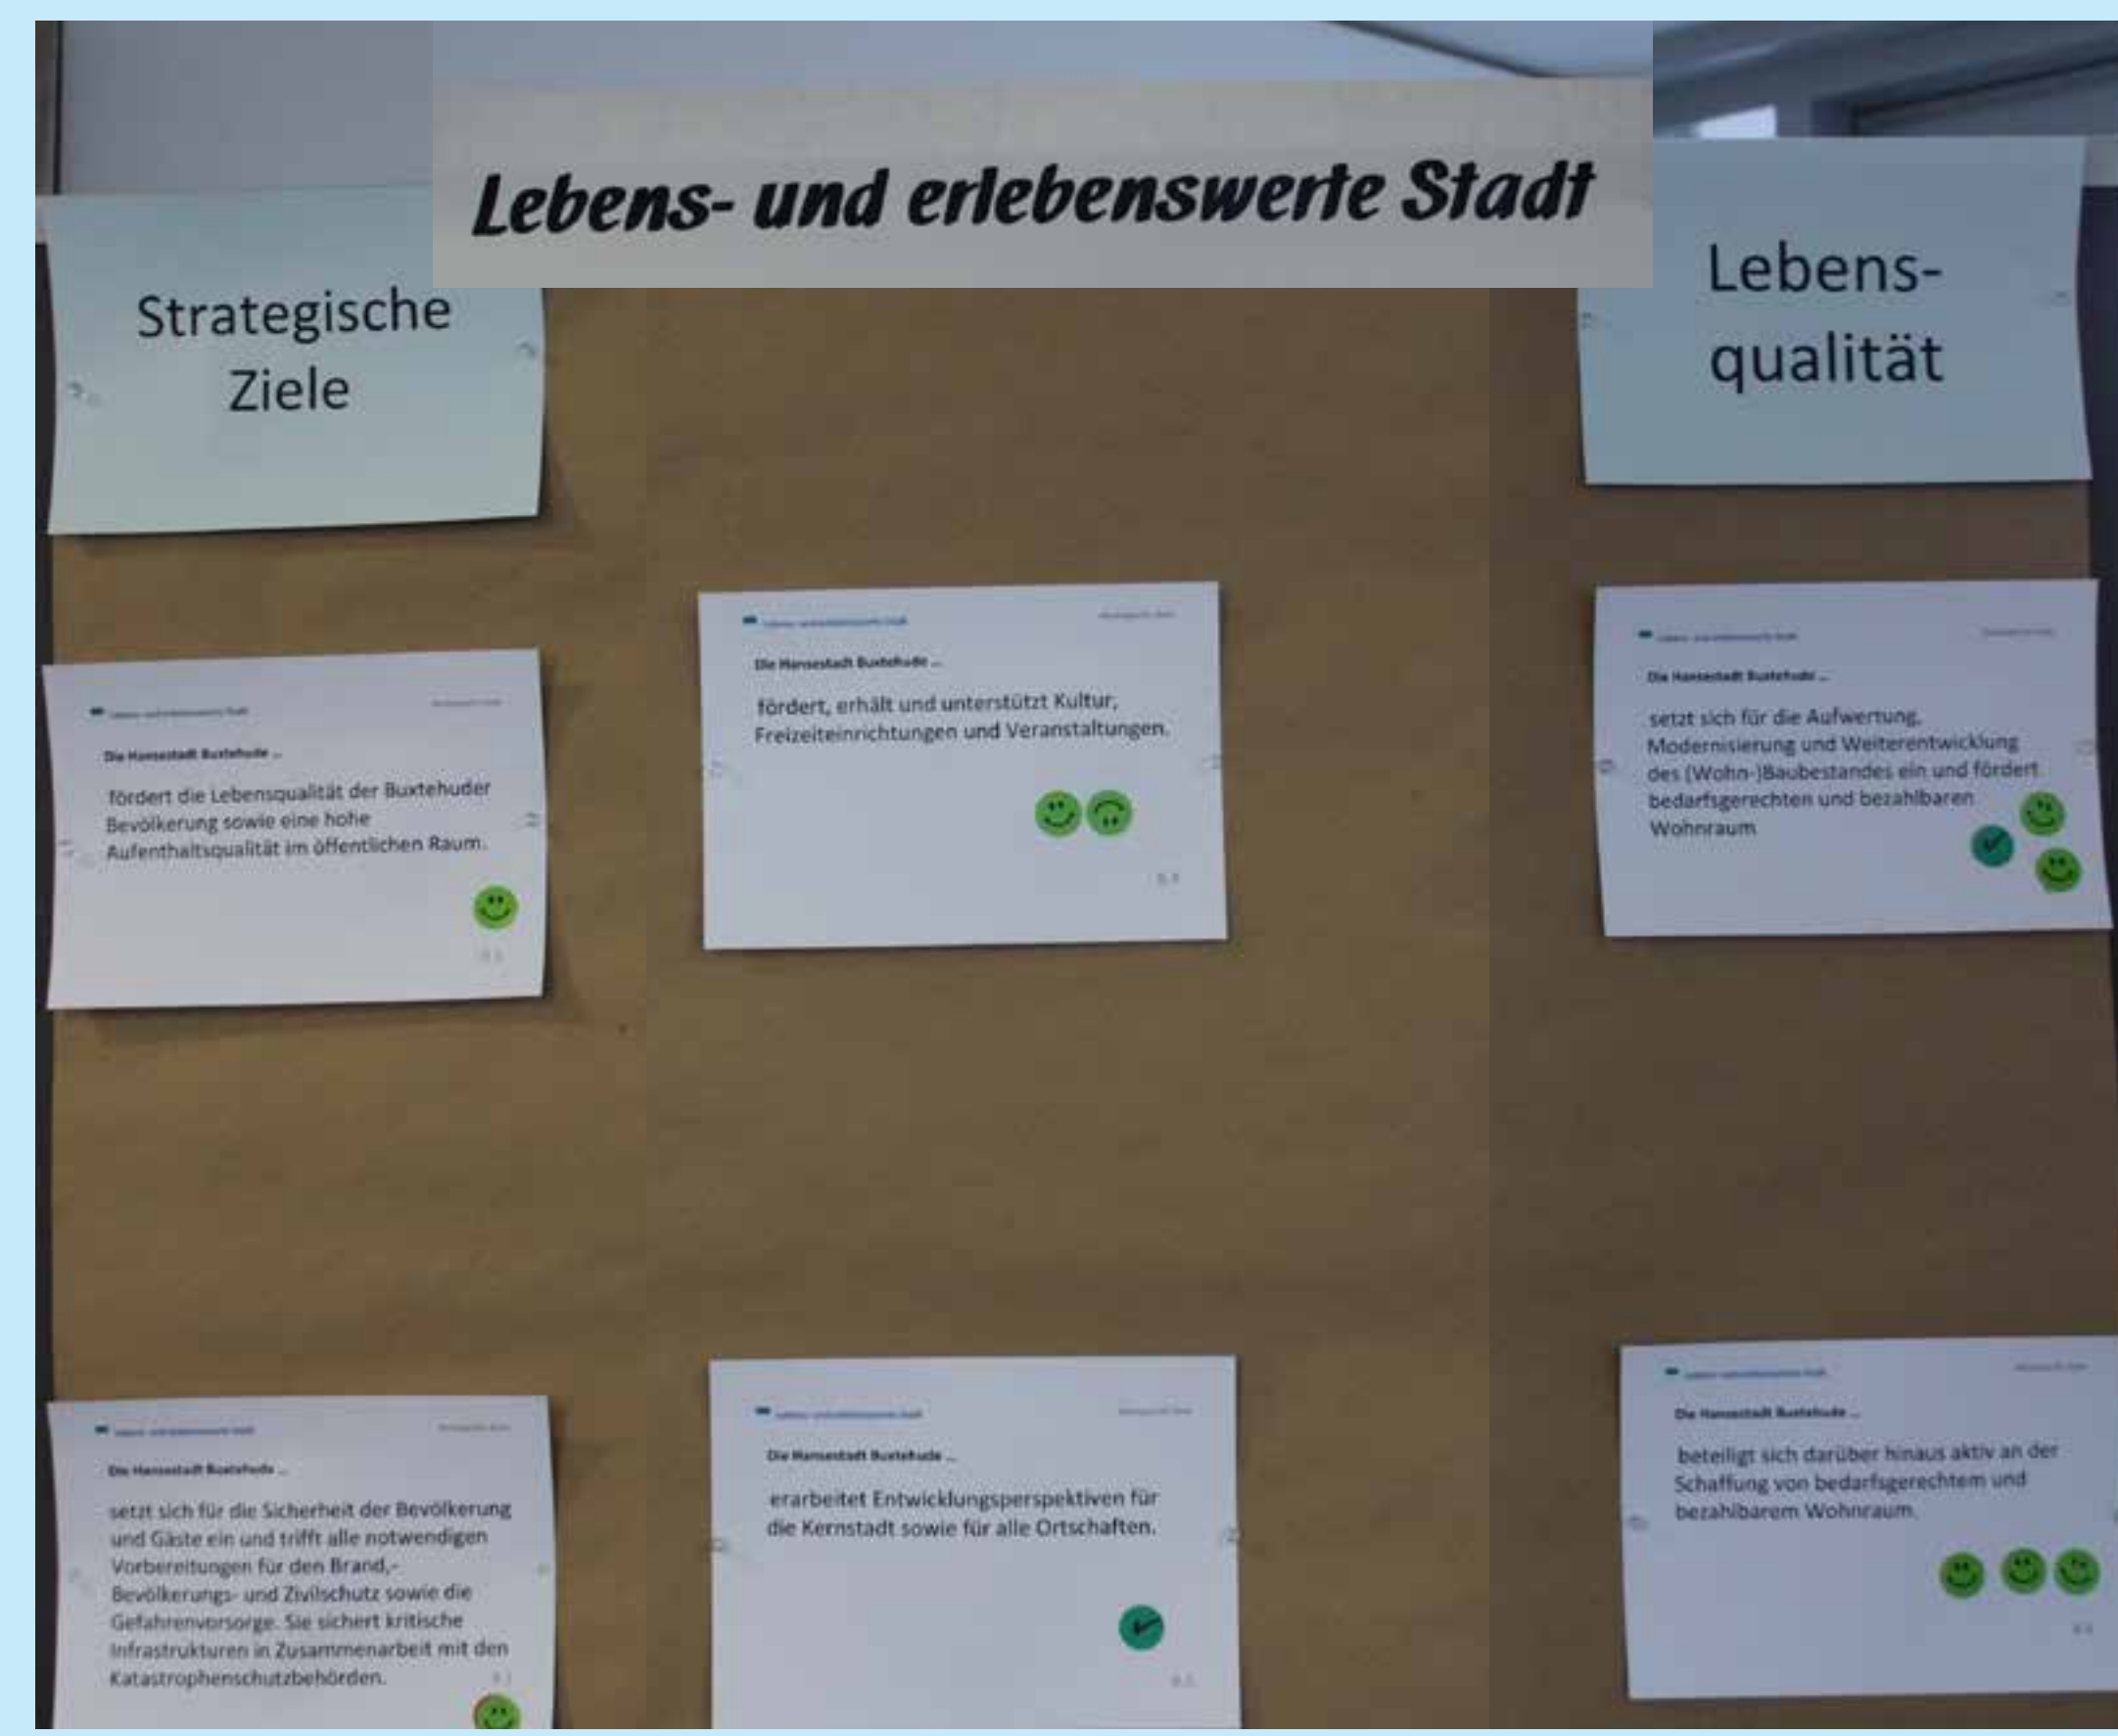 Lebens- und erlebenswerte Stadt
Strategische
Ziele
Lebens-
qualität
Die Hansestadt Buxtehude ...
fördert die Lebensqualität der Buxtehuder
Bevölkerung sowie eine hohe
Aufenthaltsqualität im öffentlichen Raum.
Die Hansestadt Buxtehude ...
fördert, erhält und unterstützt Kultur,
Freizeiteinrichtungen und Veranstaltungen.
Die Hansestadt Buxtehude ...
setzt sich für die Aufwertung,
Modernisierung und Weiterentwicklung
des (Wohn-)Baubestandes ein und fördert
bedarfsgerechten und bezahlbaren
Wohnraum
Die Hansestadt Buxtehude ...
setzt sich für die Sicherheit der Bevölkerung
und Gäste ein und trifft alle notwendigen
Vorbereitungen für den Brand,-
Bevölkerungs- und Zivilschutz sowie die
Gefahrenvorsorge. Sie sichert kritische
Infrastrukturen in Zusammenarbeit mit den
Katastrophenschutzbehörden.
Die Hansestadt Buxtehude ...
erarbeitet Entwicklungsperspektiven für
die Kernstadt sowie für alle Ortschaften.
Die Hansestadt Buxtehude ...
beteiligt sich darüber hinaus aktiv an der
Schaffung von bedarfsgerechtem und
bezahlbarem Wohnraum.